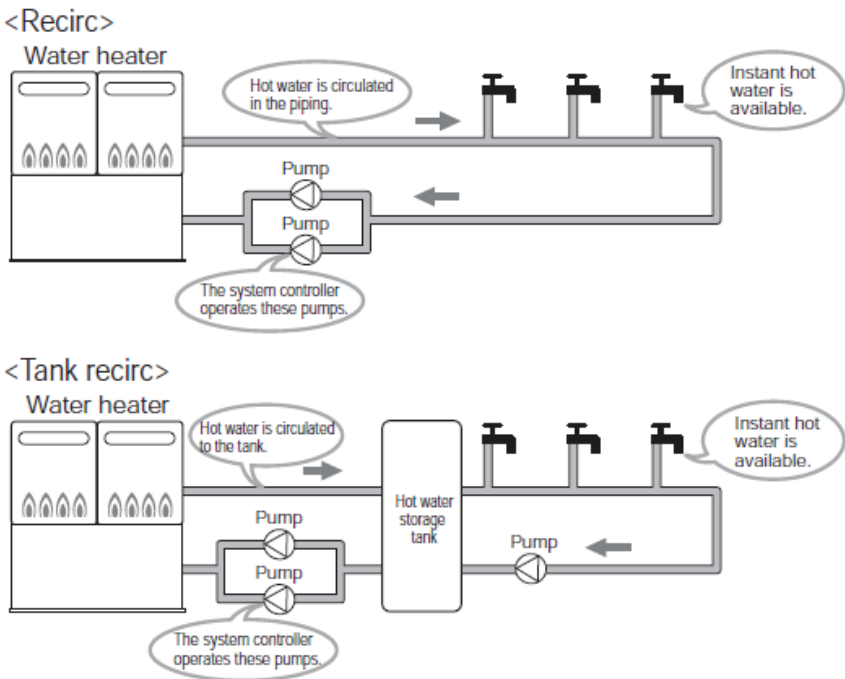 <Recirc>
Water heater
Hot water is circulated
in the piping.
Instant hot
water is
available.
Pump
Pump
The system controller
operates these pumps.
<Tank recirc>
Water heater
Hot water is circulated
to the tank.
Instant hot
water is
available.
Hot water
storage
tank
Pump
Pump
Pump
The system controller
operates these pumps.